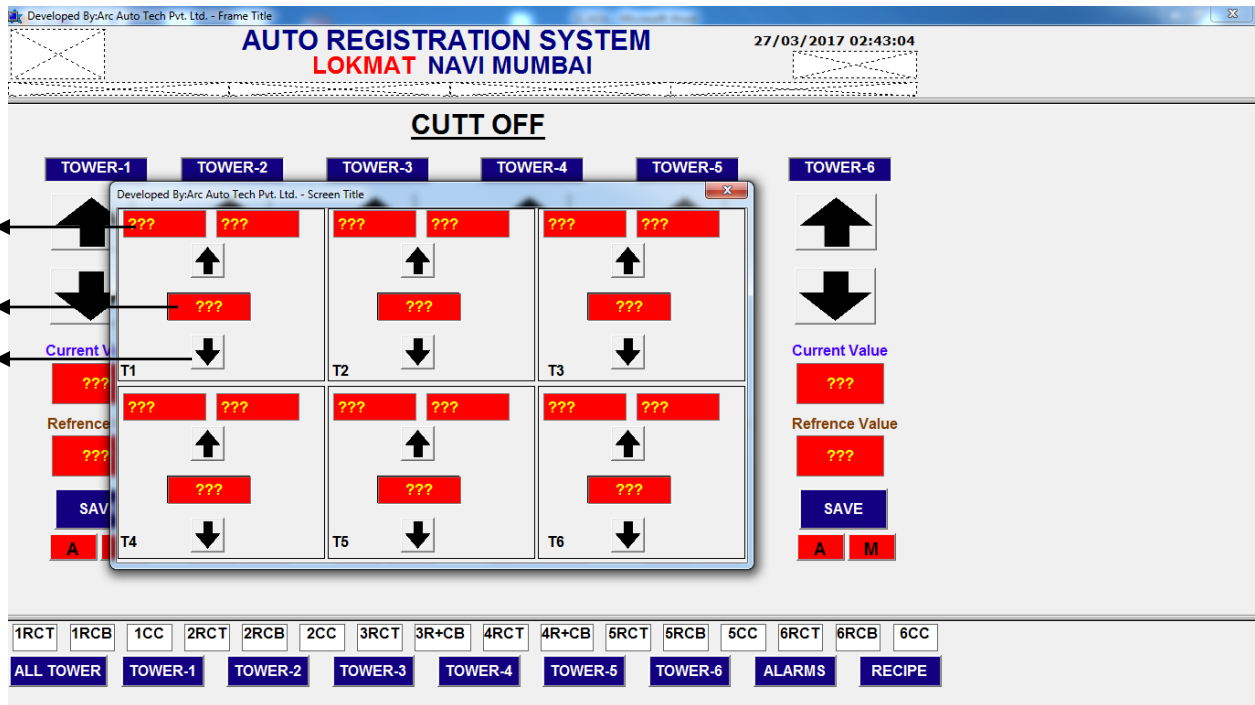 Developed By:Arc Auto Tech Pvt. Ltd. - Frame Title
AUTO REGISTRATION SYSTEM
27/03/2017 02:43:04
LOKMAT NAVI MUMBAI
CUTT OFF
TOWER-1 TOWER-2 TOWER-3 TOWER-4 TOWER-5 TOWER-6
Developed By:Arc Auto Tech Pvt. Ltd. - Screen Title
??? ??? ??? ??? ??? ???
??? ??? ???
T1 T2 T3
??? ??? ??? ??? ??? ???
??? ??? ???
T4 T5 T6
Current V
???
Refrence
???
SAV
A
Current Value
???
Refrence Value
???
SAVE
A M
1RCT 1RCB 1CC 2RCT 2RCB 2CC 3RCT 3R+CB 4RCT 4R+CB 5RCT 5RCB 5CC 6RCT 6RCB 6CC
ALL TOWER TOWER-1 TOWER-2 TOWER-3 TOWER-4 TOWER-5 TOWER-6 ALARMS RECIPE